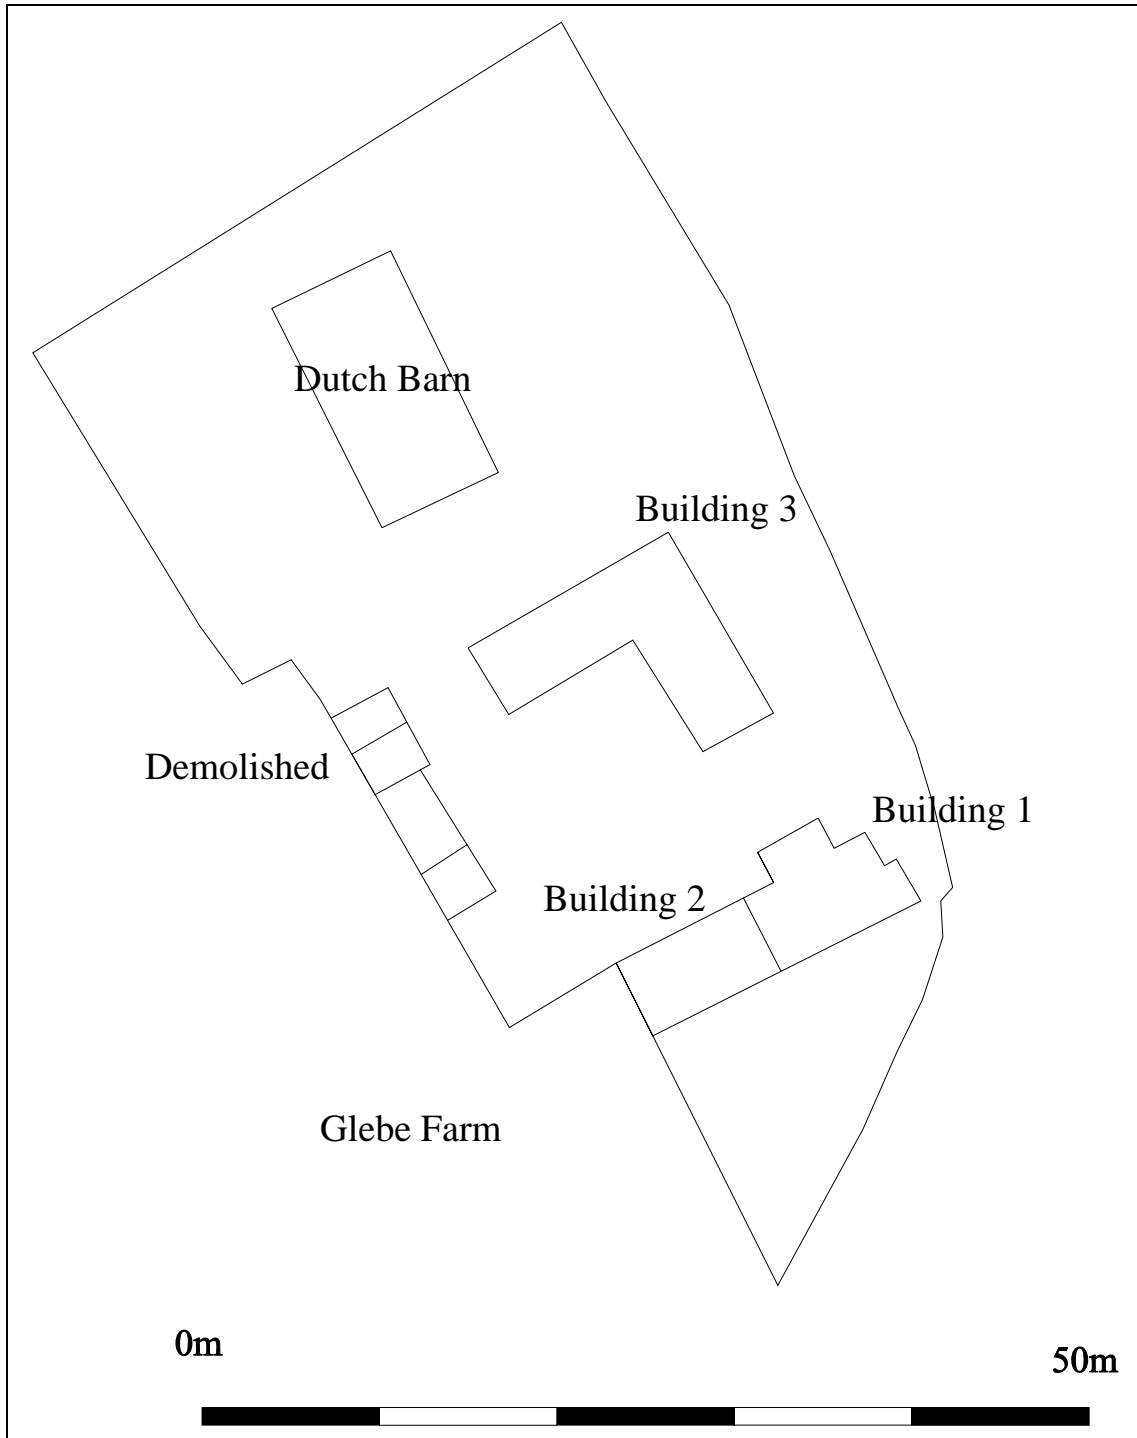 Dutch Barn
Building 3
Demolished
Building 1
Building 2
Glebe Farm
0m
50m